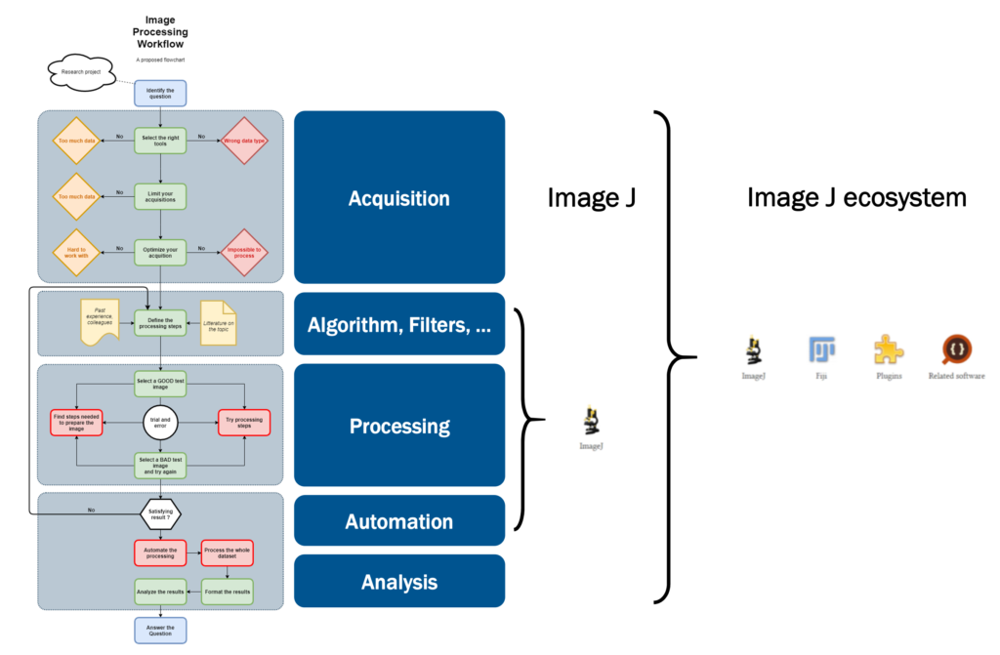 Image
Processing
Workflow
A proposed flowchart
Research project
Identify the
question
Too much data
No
Select the right
tools
No
Wrong data type
Too much data
No
Limit your
acquisitions
Hard to
work with
No
Optimize your
acquition
No
Impossible to
process
Past
experience,
colleagues
Define the
processing steps
Litterature on
the topic
Select a GOOD test
image
Find steps needed
to prepare the
image
trial and
error
Try processing
steps
Select a BAD test
image
and try again
No
Satisfying
result ?
Automate the
processing
Process the whole
dataset
Analyze the results
Format the results
Answer the
Question
Acquisition
Algorithm, Filters, ...
Processing
Automation
Analysis
Image J
ImageJ
Image J ecosystem
ImageJ
Fiji
Plugins
Related software